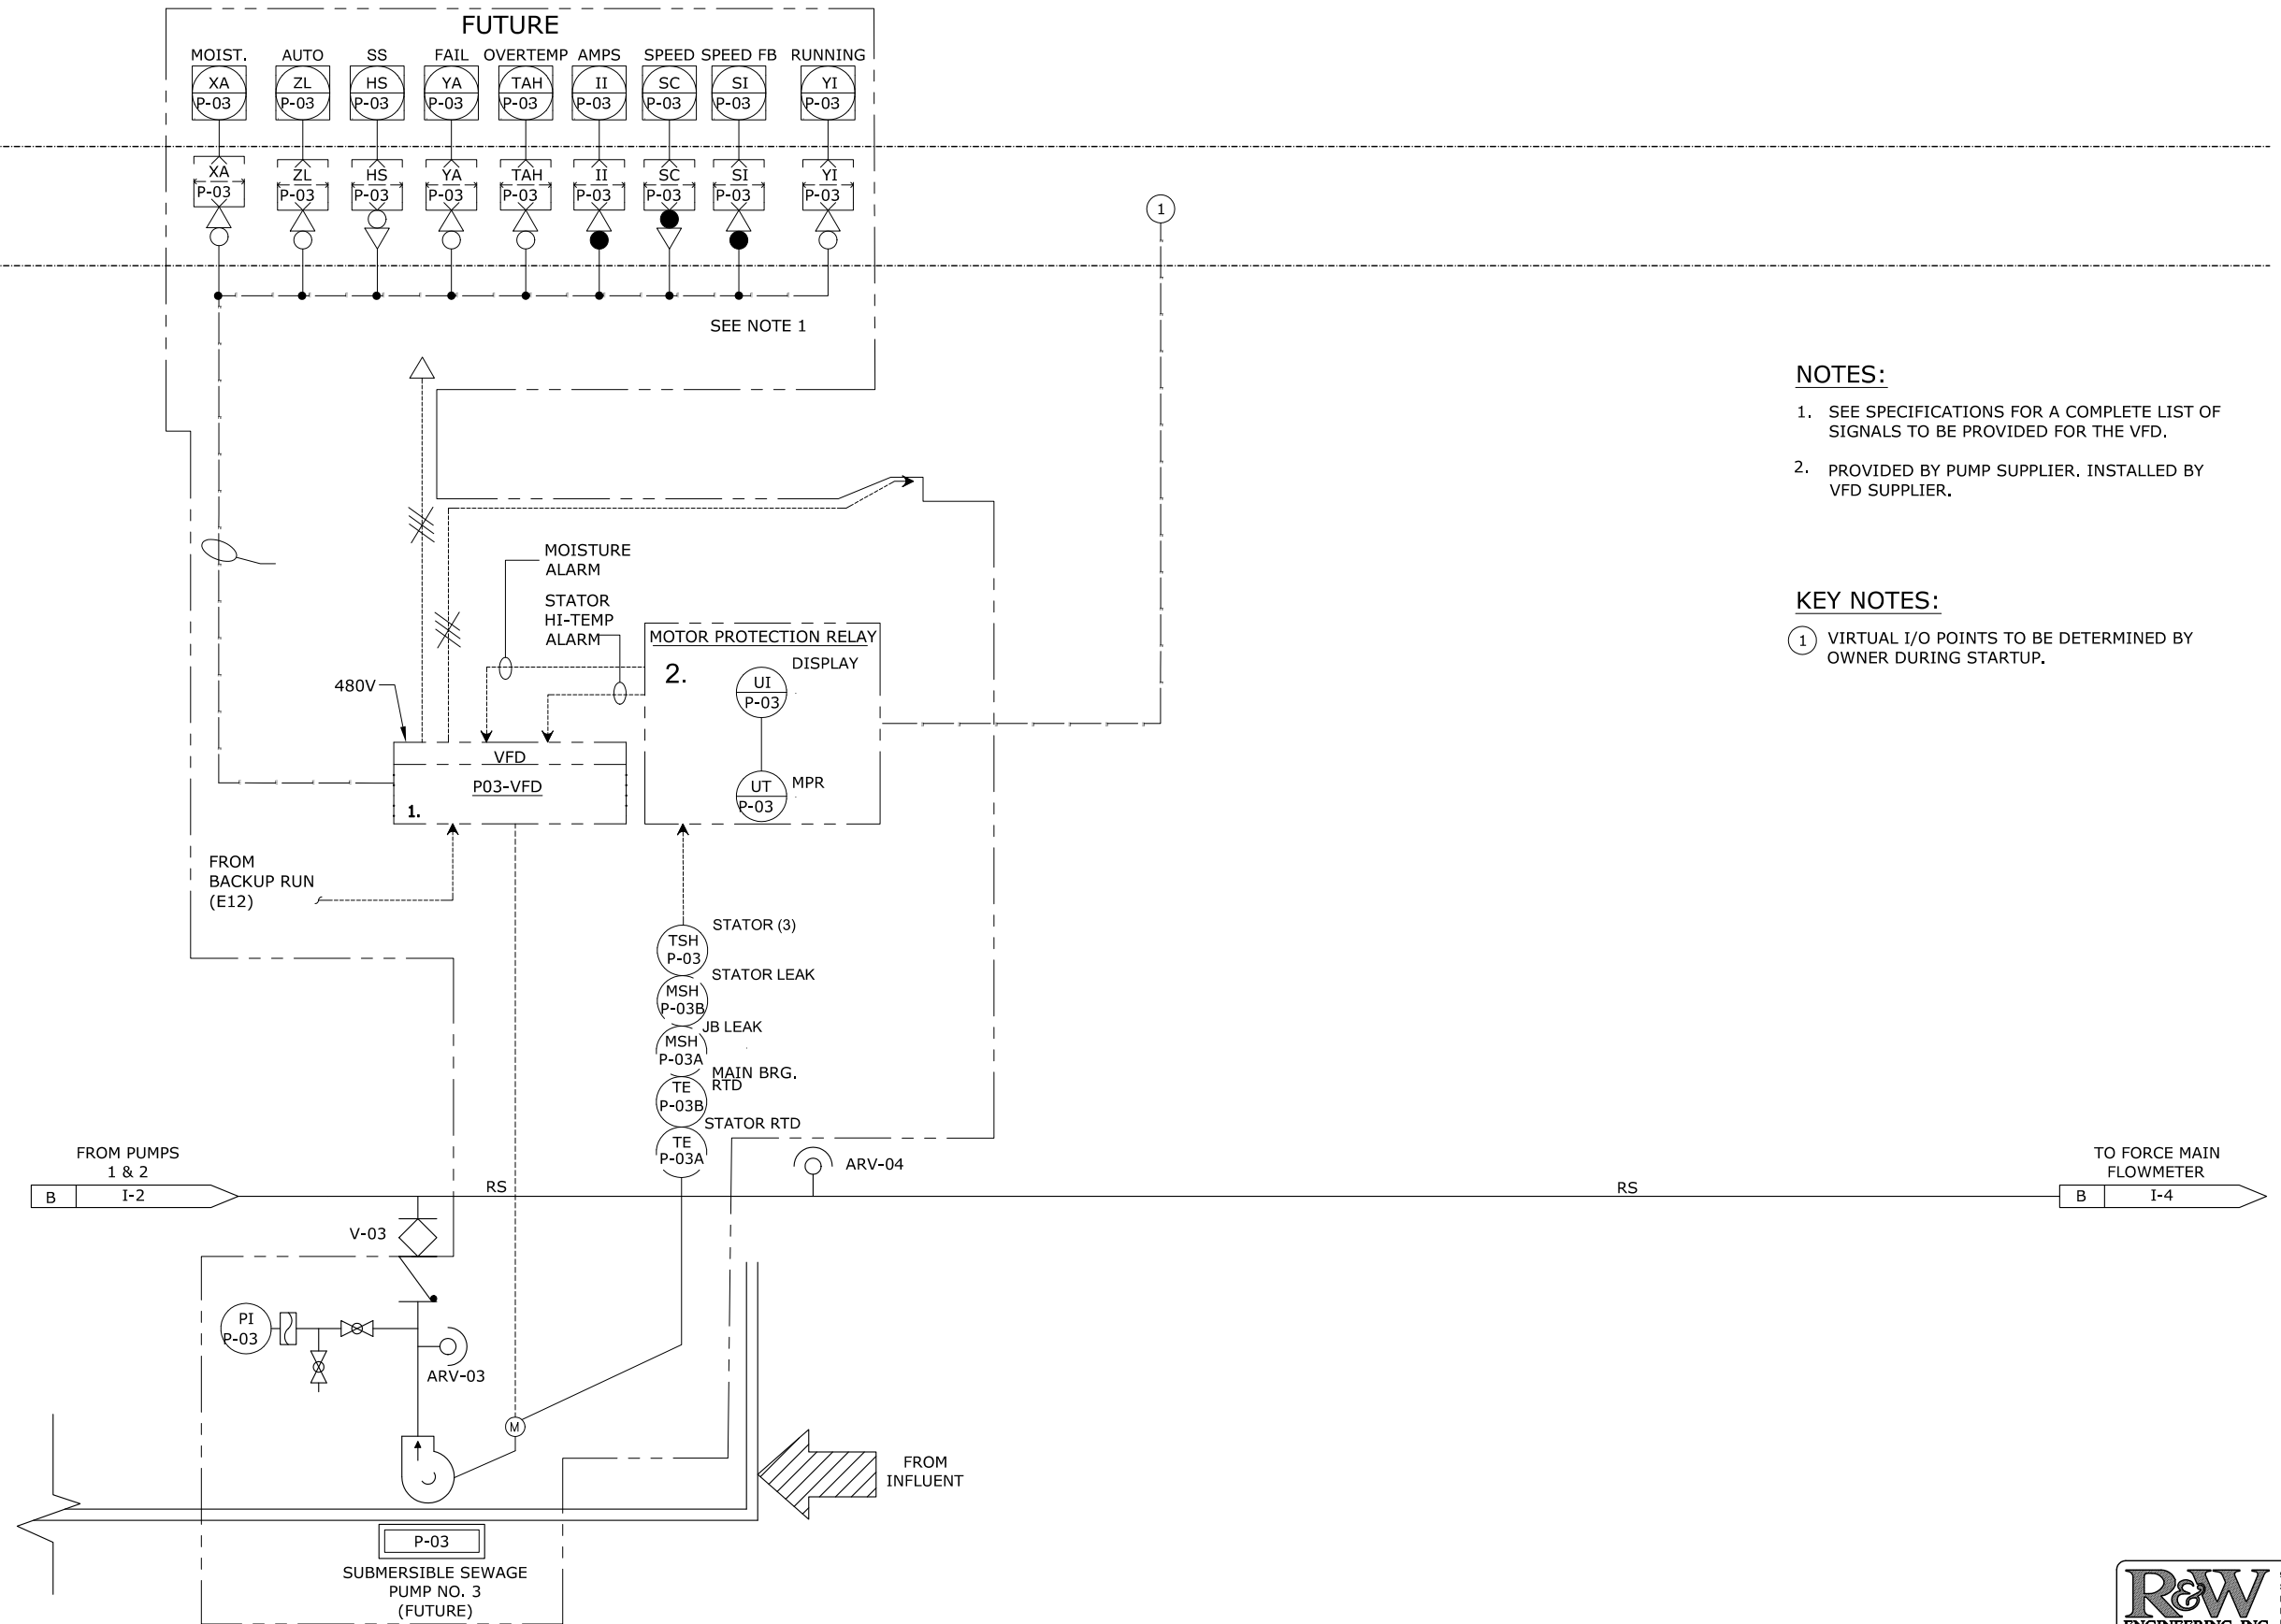 FUTURE
MOIST. AUTO SS FAIL OVERTEMP AMPS SPEED SPEED FB RUNNING
XA ZL HS YA TAH II SC SI YI
P-03 P-03 P-03 P-03 P-03 P-03 P-03 P-03 P-03
XA ZL HS YA TAH II SC SI YI
P-03 P-03 P-03 P-03 P-03 P-03 P-03 P-03 P-03
1
SEE NOTE 1
NOTES:
1. SEE SPECIFICATIONS FOR A COMPLETE LIST OF
SIGNALS TO BE PROVIDED FOR THE VFD.
2. PROVIDED BY PUMP SUPPLIER. INSTALLED BY
VFD SUPPLIER.
KEY NOTES:
1 VIRTUAL I/O POINTS TO BE DETERMINED BY
OWNER DURING STARTUP.
MOISTURE
ALARM
STATOR
HI-TEMP
ALARM
MOTOR PROTECTION RELAY
2.
DISPLAY
UI
P-03
UT
P-03
MPR
480V
VFD
P03-VFD
1.
FROM
BACKUP RUN
(E12)
STATOR (3)
TSH
P-03
STATOR LEAK
MSH
P-03B
JB LEAK
MSH
P-03A
MAIN BRG.
RTD
TE
P-03B
STATOR RTD
TE
P-03A
FROM PUMPS
1 & 2
B I-2
RS
ARV-04
RS
TO FORCE MAIN
FLOWMETER
B I-4
V-03
PI
P-03
ARV-03
M
FROM
INFLUENT
P-03
SUBMERSIBLE SEWAGE
PUMP NO. 3
(FUTURE)
R&W
ENGINEERING, INC.